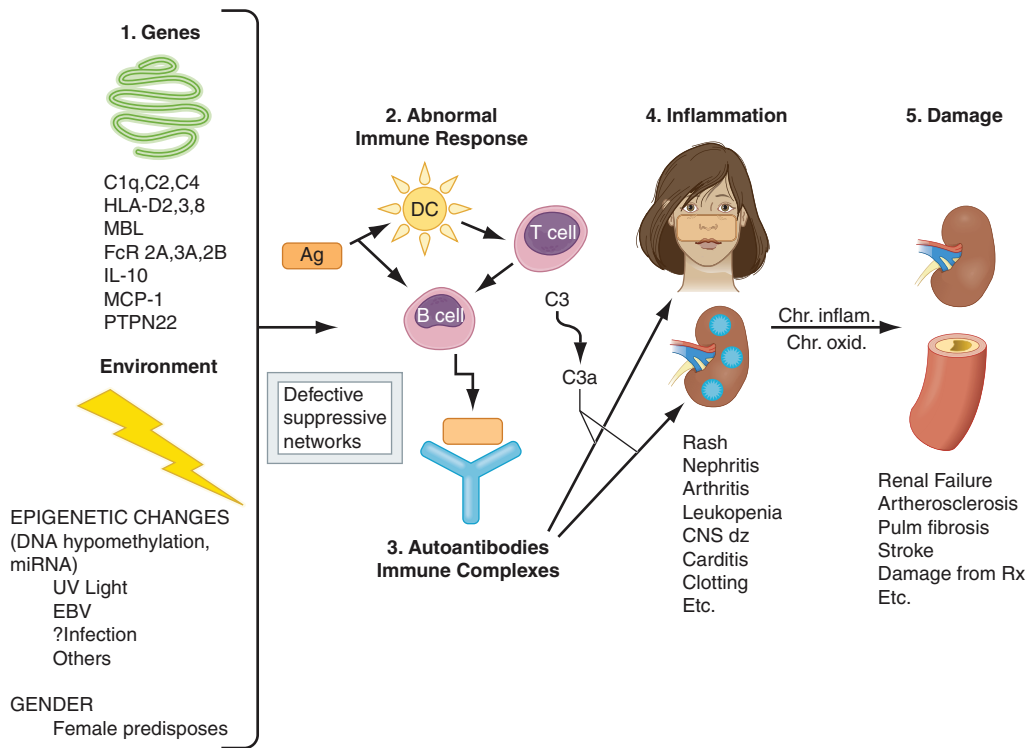 1. Genes
C1q,C2,C4
HLA-D2,3,8
MBL
FcR 2A,3A,2B
IL-10
MCP-1
PTPN22
Environment
EPIGENETIC CHANGES
(DNA hypomethylation,
miRNA)
UV Light
EBV
?Infection
Others
GENDER
Female predisposes
2. Abnormal
Immune Response
DC
Ag
T cell
B cell
C3
C3a
Defective
suppressive
networks
3. Autoantibodies
Immune Complexes
4. Inflammation
Rash
Nephritis
Arthritis
Leukopenia
CNS dz
Carditis
Clotting
Etc.
Chr. inflam.
Chr. oxid.
5. Damage
Renal Failure
Artherosclerosis
Pulm fibrosis
Stroke
Damage from Rx
Etc.